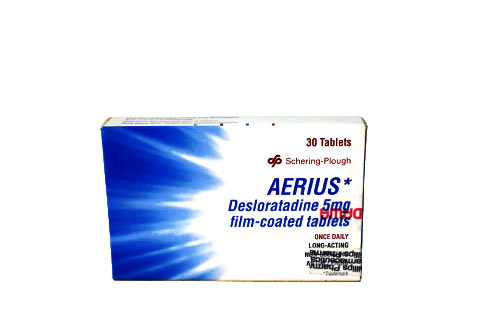 30 Tablets
Schering-Plough
AERIUS*
Desloratadine 5mg
film-coated tablets
ONCE DAILY
LONG-ACTING